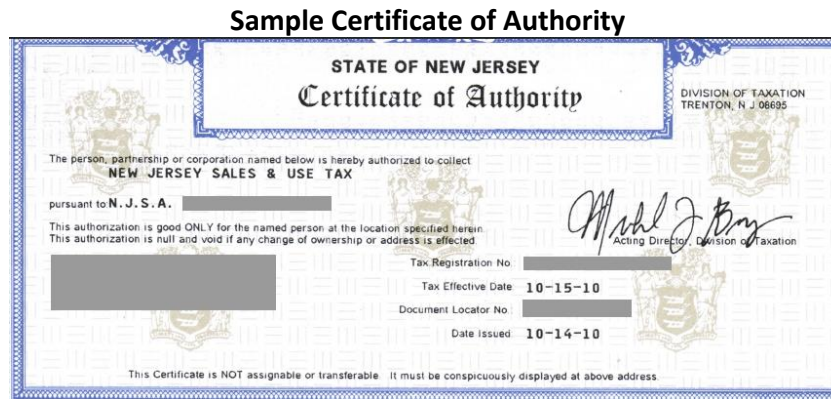 Sample Certificate of Authority
STATE OF NEW JERSEY
Certificate of Authority
DIVISION OF TAXATION
TRENTON, N J 08695
The person, partnership or corporation named below is hereby authorized to collect
NEW JERSEY SALES & USE TAX
pursuant to N.J.S.A.
This authorization is good ONLY for the named person at the location specified herein
This authorization is null and void if any change of ownership or address is effected
Acting Director, Division of Taxation
Tax Registration No.
Tax Effective Date 10-15-10
Document Locator No.
Date Issued 10-14-10
This Certificate is NOT assignable or transferable. It must be conspicuously displayed at above address.